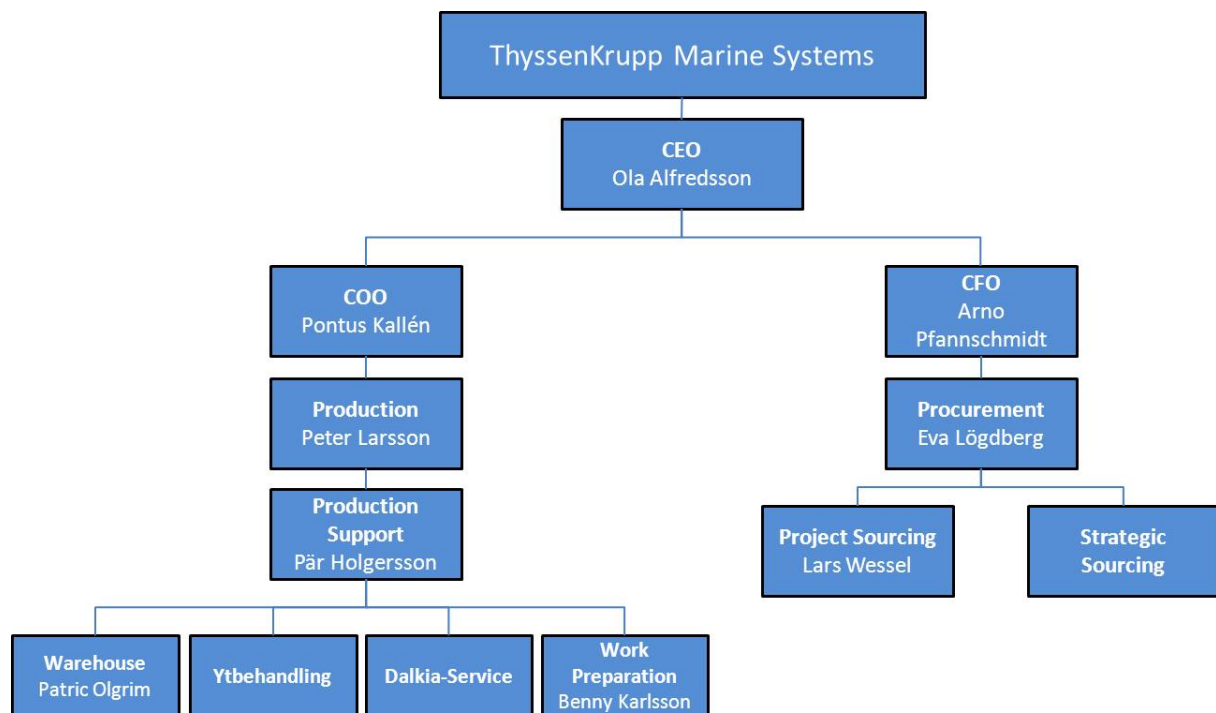 ThyssenKrupp Marine Systems
CEO
Ola Alfredsson
COO
Pontus Kallén
CFO
Arno
Pfannschmidt
Production
Peter Larsson
Procurement
Eva Lögdberg
Production
Support
Pär Holgersson
Project Sourcing
Lars Wessel
Strategic
Sourcing
Warehouse
Patric Olgrim
Ytbehandling
Dalkia-Service
Work
Preparation
Benny Karlsson